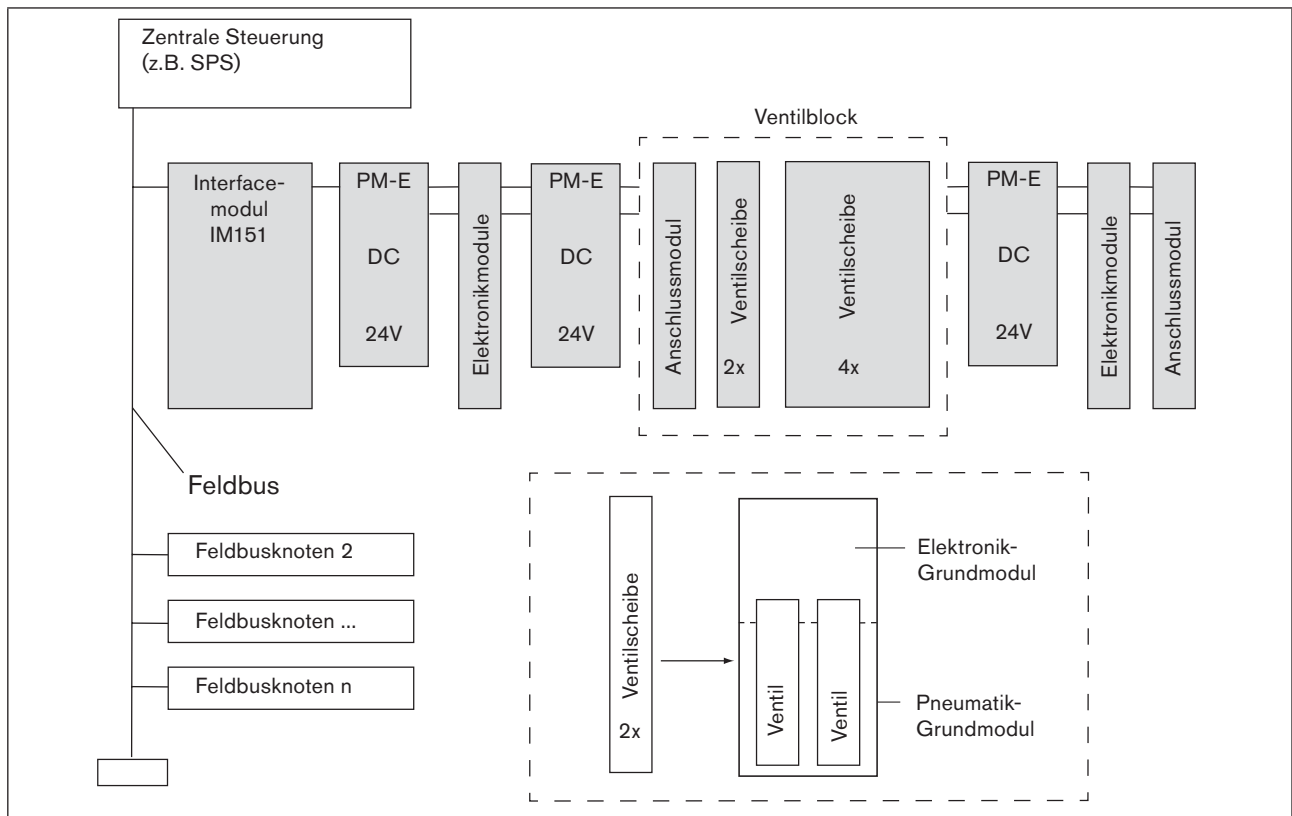 Zentrale Steuerung
(z.B. SPS)
Ventilblock
Interface-
modul
IM151
PM-E
DC
24V
Elektronikmodule
PM-E
DC
24V
Anschlussmodul
Ventilscheibe
2x
Ventilscheibe
4x
PM-E
DC
24V
Elektronikmodule
Anschlussmodul
Feldbus
Feldbusknoten 2
Feldbusknoten ...
Feldbusknoten n
Ventilscheibe
2x
Ventil
Ventil
Elektronik-
Grundmodul
Pneumatik-
Grundmodul